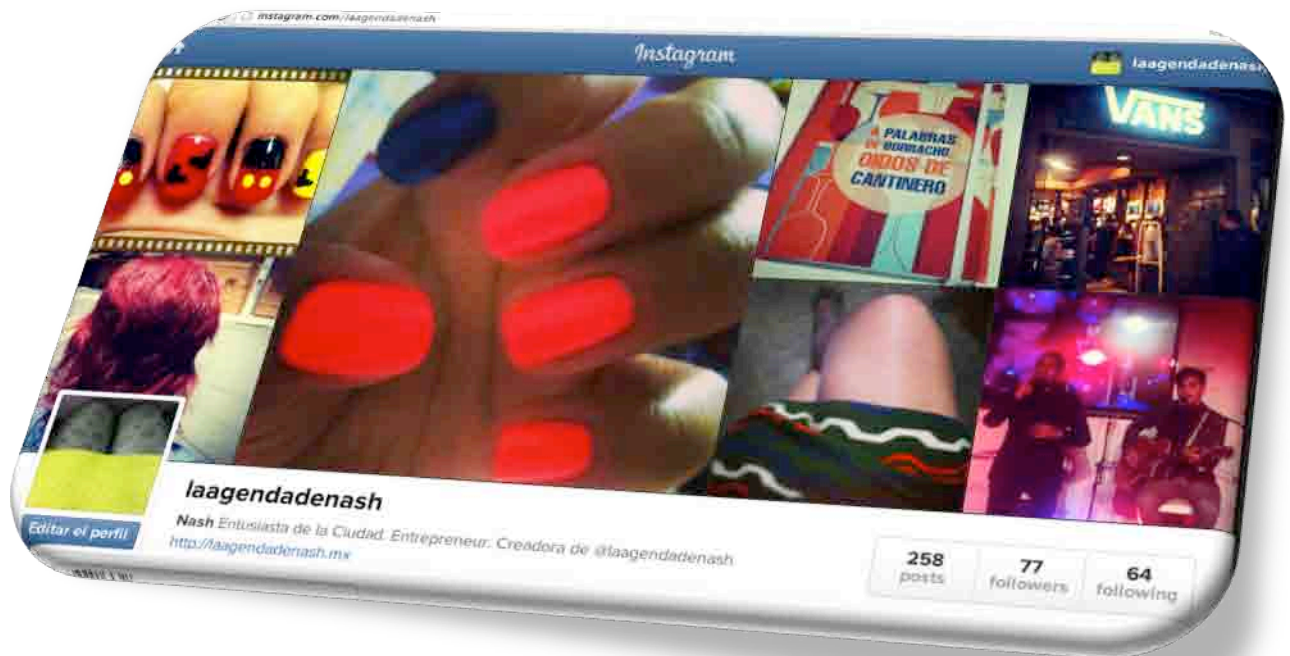 instagram.com/laagendadenash
Instagram
laagendadenash
VANS
PALABRAS
DE BORRACHO
OIDOS DE
CANTINERO
laagendadenash
Editar el perfil
Nash Entusiasta de la Ciudad. Entrepreneur. Creadora de @laagendadenash
http://laagendadenash.mx
258
posts
77
followers
64
following